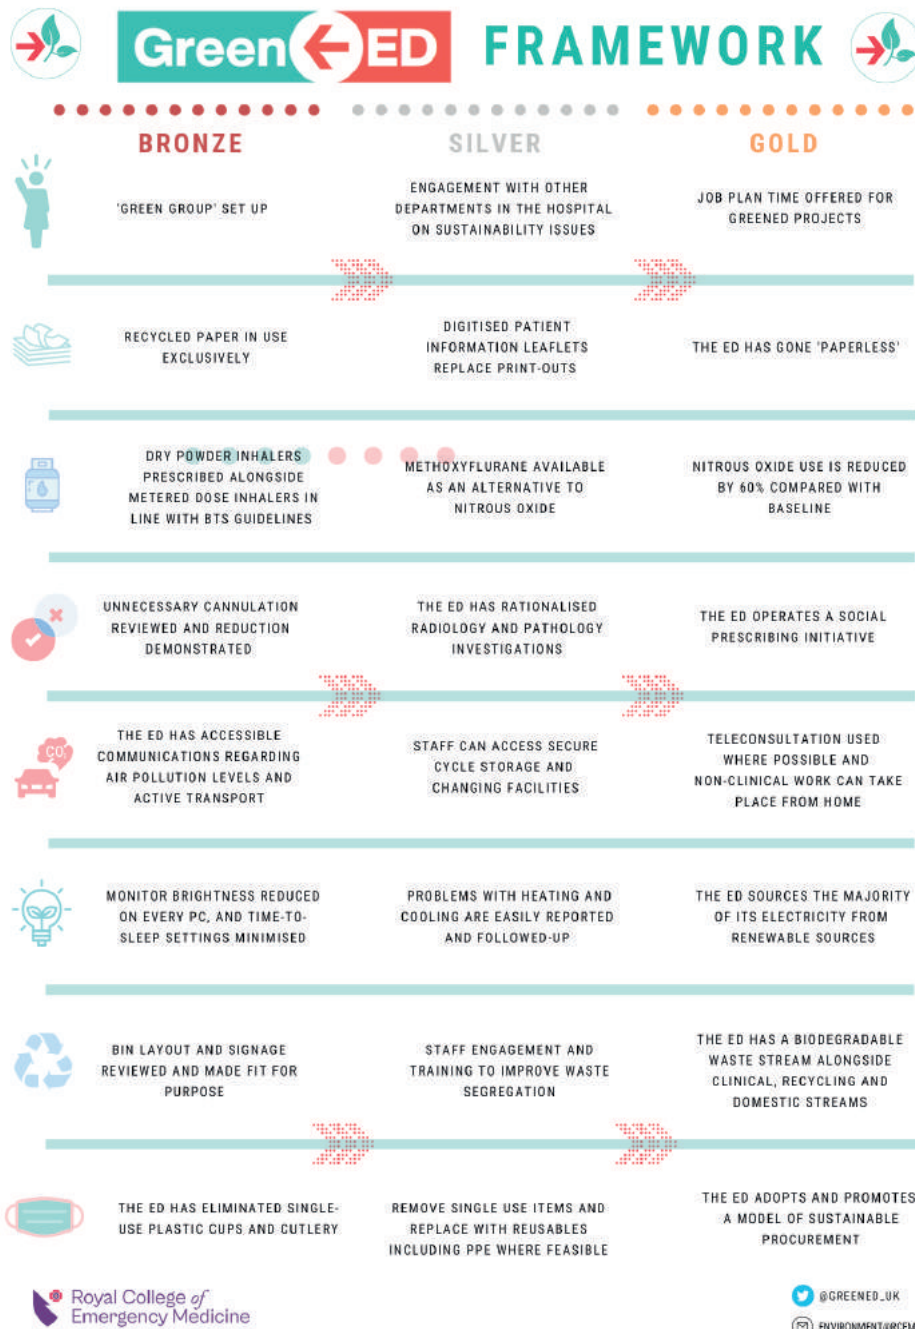 Green ED FRAMEWORK
BRONZE
SILVER
GOLD
'GREEN GROUP' SET UP
ENGAGEMENT WITH OTHER
DEPARTMENTS IN THE HOSPITAL
ON SUSTAINABILITY ISSUES
JOB PLAN TIME OFFERED FOR
GREENED PROJECTS
RECYCLED PAPER IN USE
EXCLUSIVELY
DIGITISED PATIENT
INFORMATION LEAFLETS
REPLACE PRINT-OUTS
THE ED HAS GONE 'PAPERLESS'
DRY POWDER INHALERS
PRESCRIBED ALONGSIDE
METERED DOSE INHALERS IN
LINE WITH BTS GUIDELINES
METHOXYFLURANE AVAILABLE
AS AN ALTERNATIVE TO
NITROUS OXIDE
NITROUS OXIDE USE IS REDUCED
BY 60% COMPARED WITH
BASELINE
UNNECESSARY CANNULATION
REVIEWED AND REDUCTION
DEMONSTRATED
THE ED HAS RATIONALISED
RADIOLOGY AND PATHOLOGY
INVESTIGATIONS
THE ED OPERATES A SOCIAL
PRESCRIBING INITIATIVE
CO2
THE ED HAS ACCESSIBLE
COMMUNICATIONS REGARDING
AIR POLLUTION LEVELS AND
ACTIVE TRANSPORT
STAFF CAN ACCESS SECURE
CYCLE STORAGE AND
CHANGING FACILITIES
TELECONSULTATION USED
WHERE POSSIBLE AND
NON-CLINICAL WORK CAN TAKE
PLACE FROM HOME
MONITOR BRIGHTNESS REDUCED
ON EVERY PC, AND TIME-TO-
SLEEP SETTINGS MINIMISED
PROBLEMS WITH HEATING AND
COOLING ARE EASILY REPORTED
AND FOLLOWED-UP
THE ED SOURCES THE MAJORITY
OF ITS ELECTRICITY FROM
RENEWABLE SOURCES
BIN LAYOUT AND SIGNAGE
REVIEWED AND MADE FIT FOR
PURPOSE
STAFF ENGAGEMENT AND
TRAINING TO IMPROVE WASTE
SEGREGATION
THE ED HAS A BIODEGRADABLE
WASTE STREAM ALONGSIDE
CLINICAL, RECYCLING AND
DOMESTIC STREAMS
THE ED HAS ELIMINATED SINGLE-
USE PLASTIC CUPS AND CUTLERY
REMOVE SINGLE USE ITEMS AND
REPLACE WITH REUSABLES
INCLUDING PPE WHERE FEASIBLE
THE ED ADOPTS AND PROMOTES
A MODEL OF SUSTAINABLE
PROCUREMENT
Royal College of
Emergency Medicine
@GREENED_UK
ENVIRONMENT@RCEM